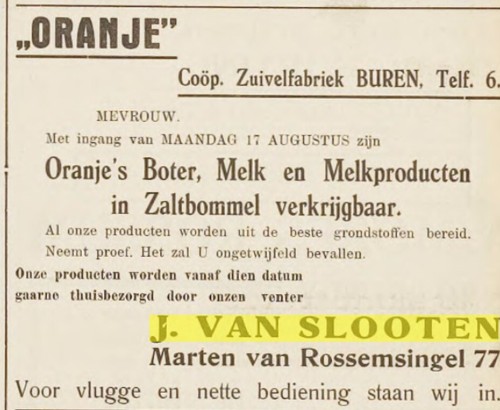 „ORANJE”
Coöp. Zuivelfabriek BUREN, Telf. 6.
MEVROUW.
Met ingang van MAANDAG 17 AUGUSTUS zijn
Oranje's Boter, Melk en Melkproducten
in Zaltbommel verkrijgbaar.
Al onze producten worden uit de beste grondstoffen bereid.
Neemt proef. Het zal U ongetwijfeld bevallen.
Onze producten worden vanaf dien datum
gaarne thuisbezorgd door onzen venter
J. VAN SLOOTEN
Marten van Rossemsingel 77
Voor vlugge en nette bediening staan wij in.